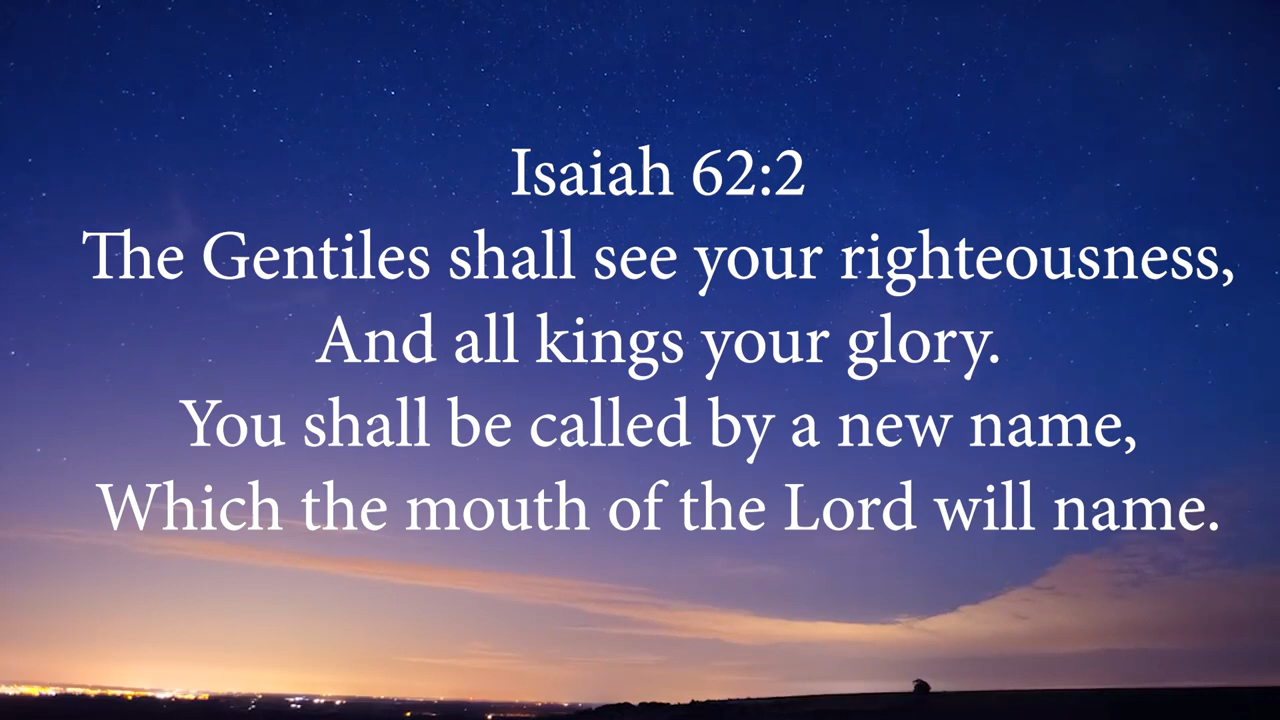 Isaiah 62:2
The Gentiles shall see your righteousness,
And all kings your glory.
You shall be called by a new name,
Which the mouth of the Lord will name.